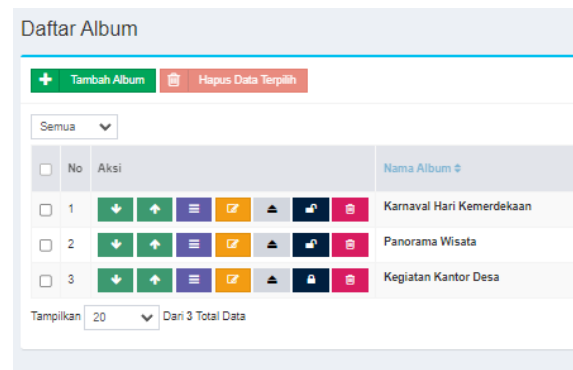 Daftar Album
Tambah Album Hapus Data Terpilih
Semua
No Aksi Nama Album
1 Karnaval Hari Kemerdekaan
2 Panorama Wisata
3 Kegiatan Kantor Desa
Tampilkan 20 Dari 3 Total Data